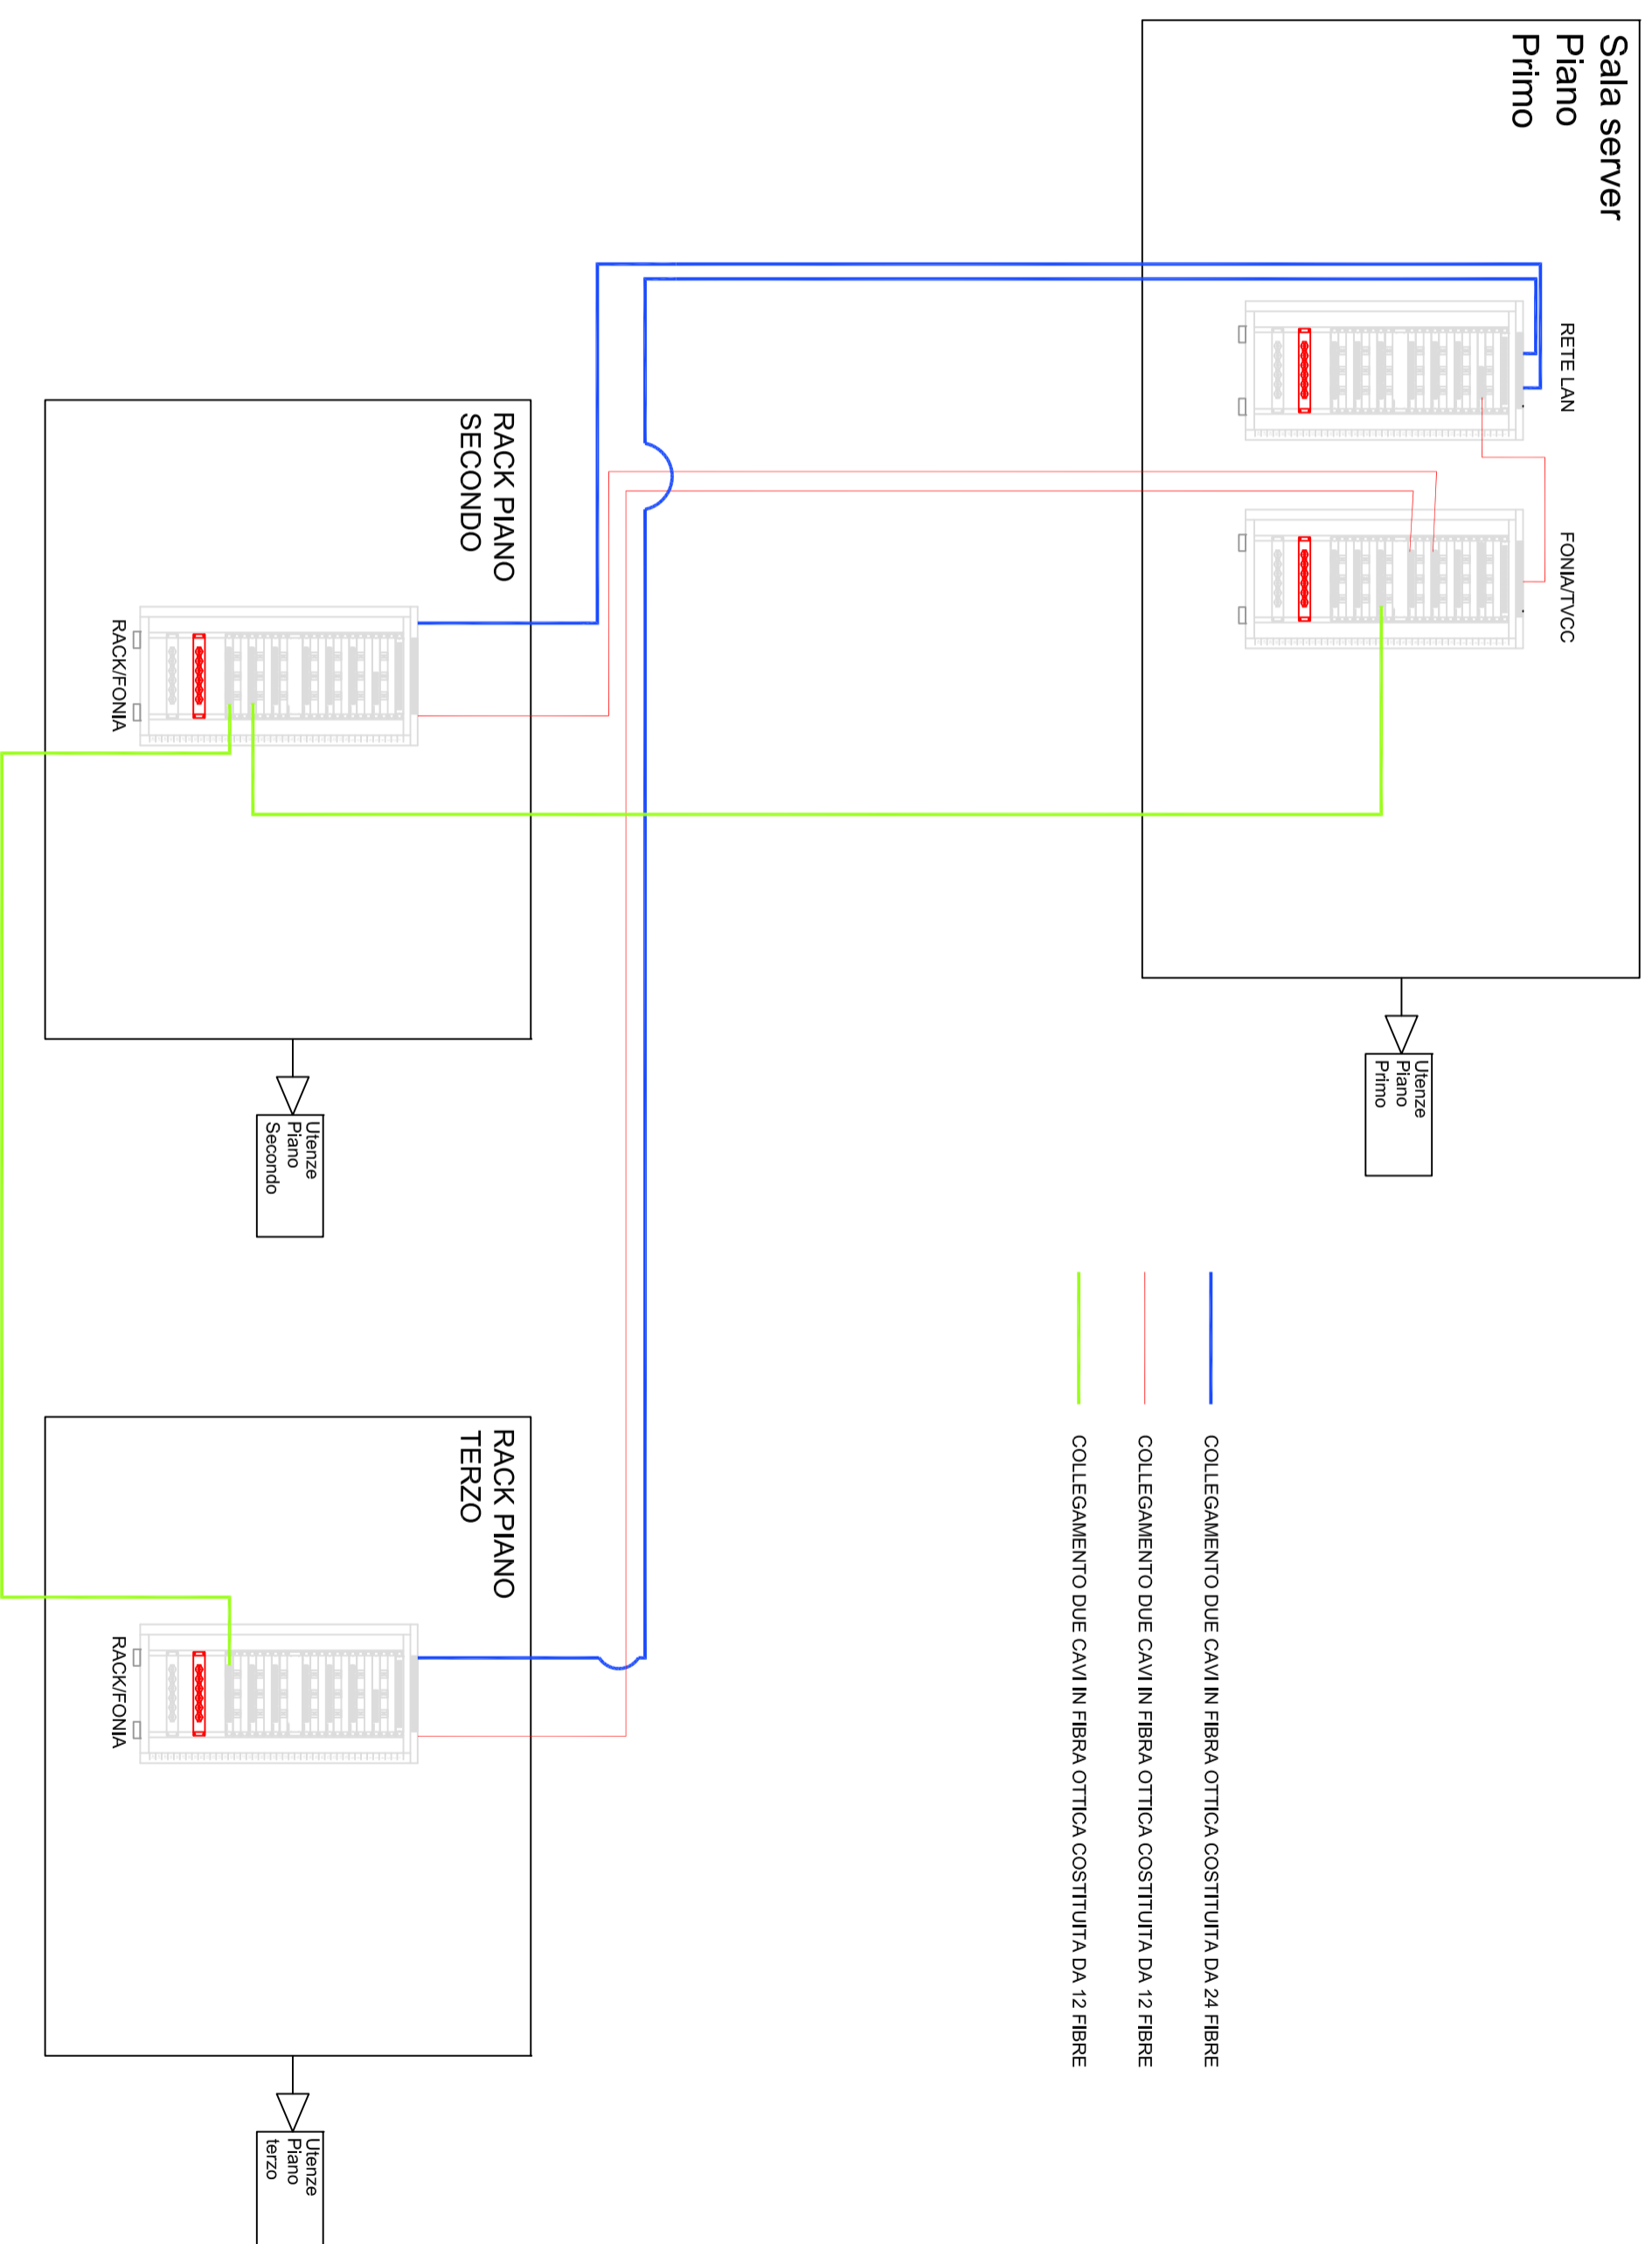 Sala server
Piano
Primo
RETE LAN
FONIA/TVCC
Utenze
Piano
Primo
COLLEGAMENTO DUE CAVI IN FIBRA OTTICA COSTITUITA DA 24 FIBRE
COLLEGAMENTO DUE CAVI IN FIBRA OTTICA COSTITUITA DA 12 FIBRE
COLLEGAMENTO DUE CAVI IN FIBRA OTTICA COSTITUITA DA 12 FIBRE
RACK PIANO
SECONDO
RACK/FONIA
Utenze
Piano
Secondo
RACK PIANO
TERZO
RACK/FONIA
Utenze
Piano
terzo